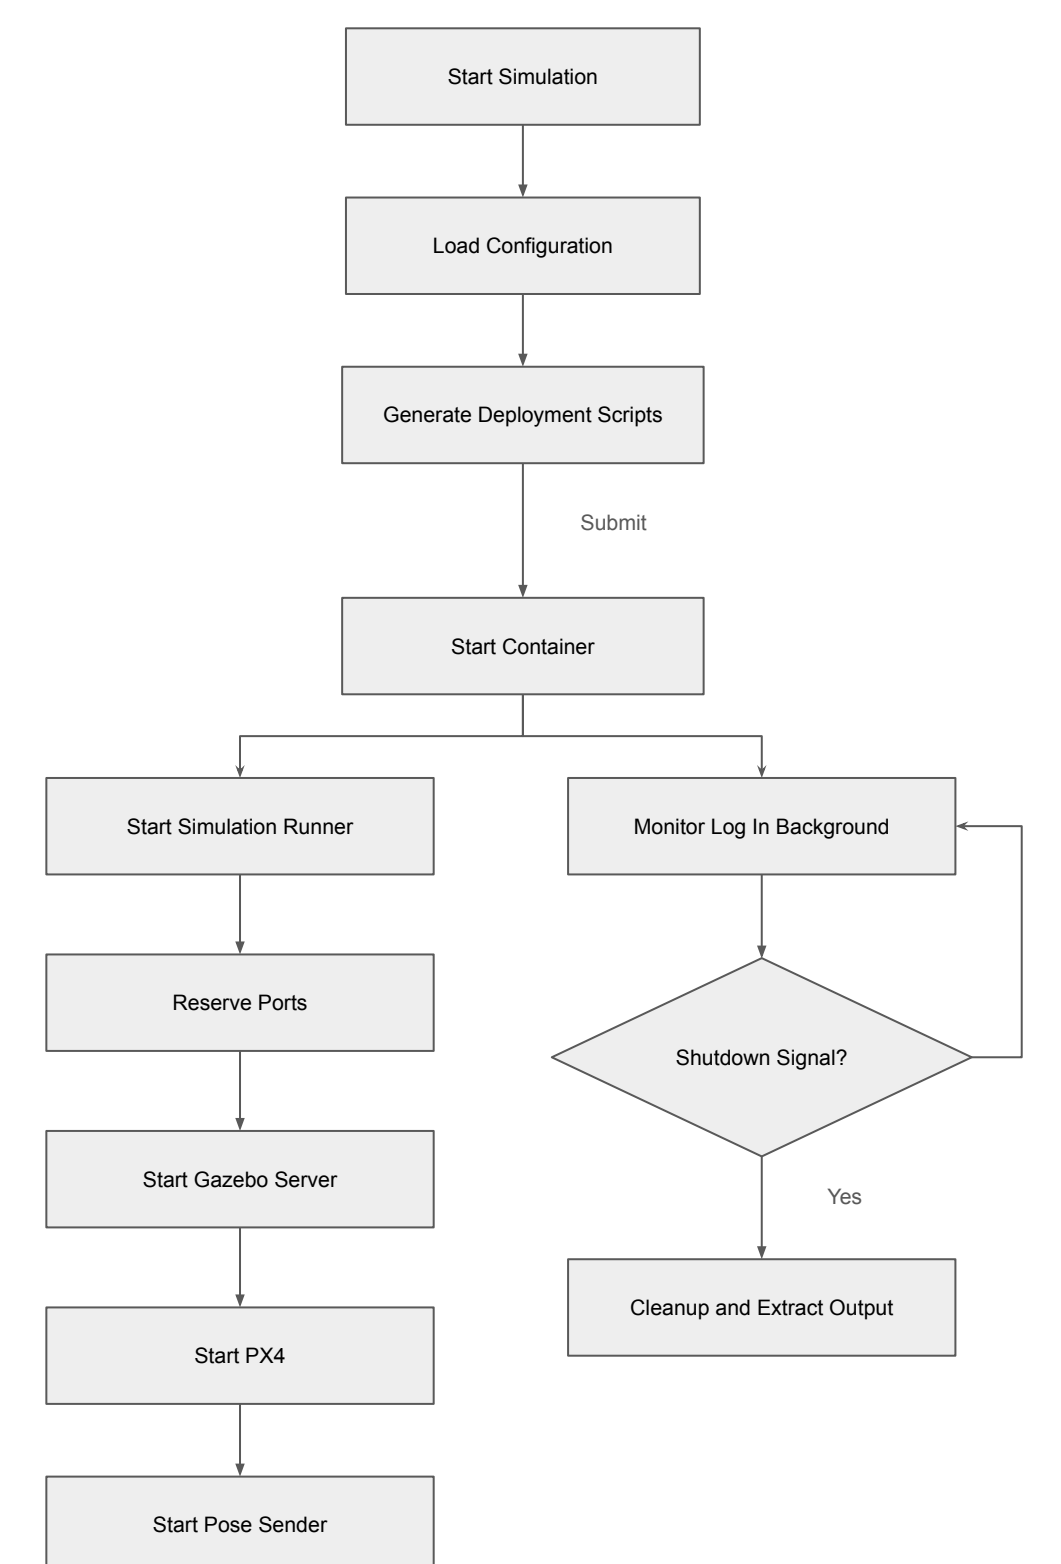 Start Simulation
Load Configuration
Generate Deployment Scripts
Submit
Start Container
Start Simulation Runner
Monitor Log In Background
Reserve Ports
Shutdown Signal?
Start Gazebo Server
Yes
Cleanup and Extract Output
Start PX4
Start Pose Sender